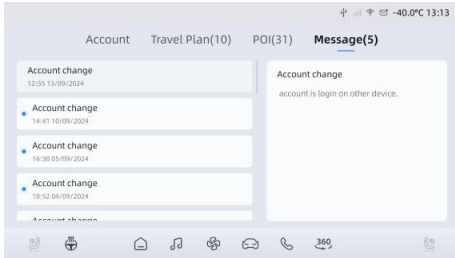 -40.0°C 13:13
Account Travel Plan(10) POI(31) Message(5)
Account change
12:55 13/09/2024
Account change
14:41 10/09/2024
Account change
16:30 05/09/2024
Account change
10:52 04/09/2024
Account change
Account change
account is login on other device.
360